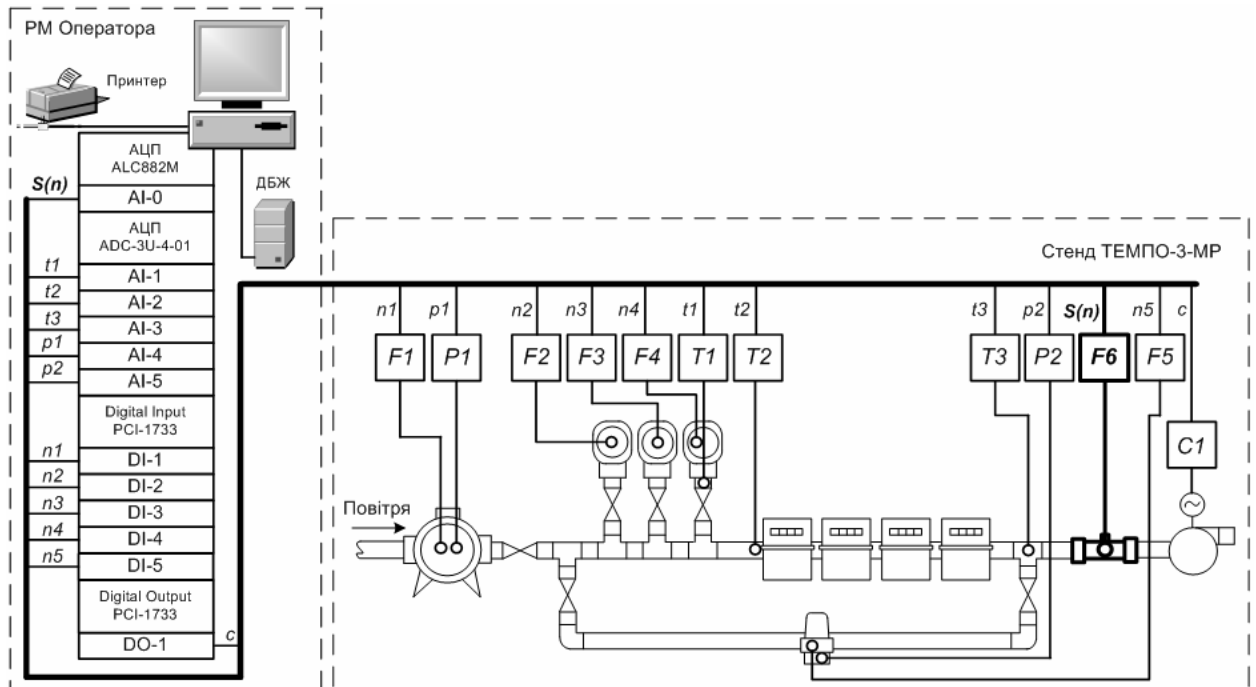 РМ Оператора
Принтер
АЦП
ALC882M
S(n)
AI-0
ДБЖ
АЦП
ADC-3U-4-01
t1
AI-1
t2
AI-2
t3
AI-3
p1
AI-4
p2
AI-5
Digital Input
PCI-1733
n1
DI-1
n2
DI-2
n3
DI-3
n4
DI-4
n5
DI-5
Digital Output
PCI-1733
DO-1
c
Стенд ТЕМПО-3-МР
n1 p1 n2 n3 n4 t1 t2 t3 p2 S(n) n5 c
F1 P1 F2 F3 F4 T1 T2 T3 P2 F6 F5
C1
Повітря